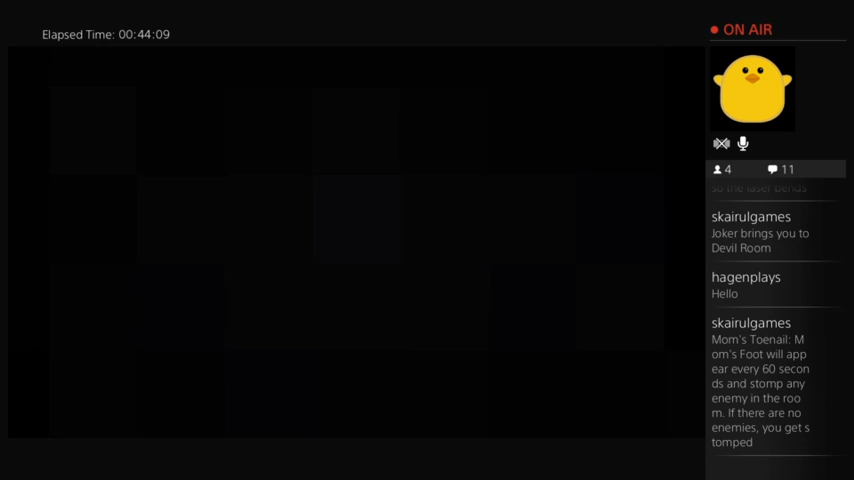 Elapsed Time: 00:44:09
ON AIR
4
11
so the laser bends
skairulgames
Joker brings you to
Devil Room
hagenplays
Hello
skairulgames
Mom's Toenail: M
om's Foot will app
ear every 60 secon
ds and stomp any
enemy in the roo
m. If there are no
enemies, you get s
tomped